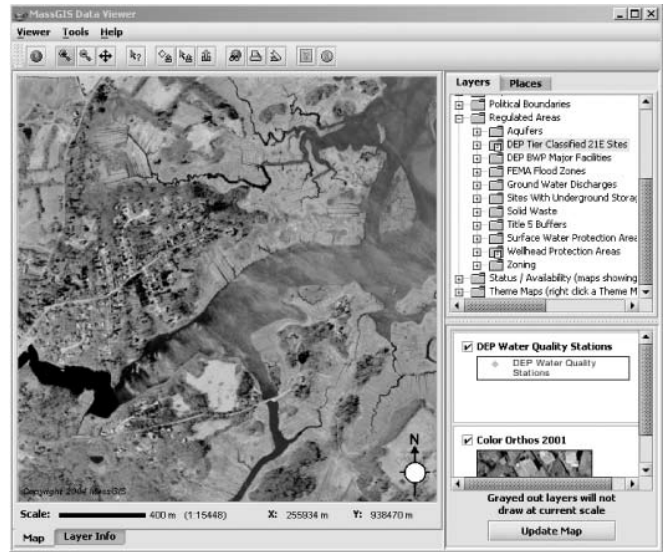 MassGIS Data Viewer
Viewer Tools Help
Layers Places
Political Boundaries
Regulated Areas
Aquifers
DEP Tier Classified 21E Sites
DEP BWP Major Facilities
FEMA Flood Zones
Ground Water Discharges
Sites With Underground Storag
Solid Waste
Title 5 Buffers
Surface Water Protection Area
Wellhead Protection Areas
Zoning
Status / Availability (maps showing
Theme Maps (right click a Theme M
DEP Water Quality Stations
DEP Water Quality
Stations
Color Orthos 2001
Grayed out layers will not
draw at current scale
Update Map
N
Copyright 2004 MassGIS
Scale: 400 m (1:15448) X: 255934 m Y: 938470 m
Map Layer Info